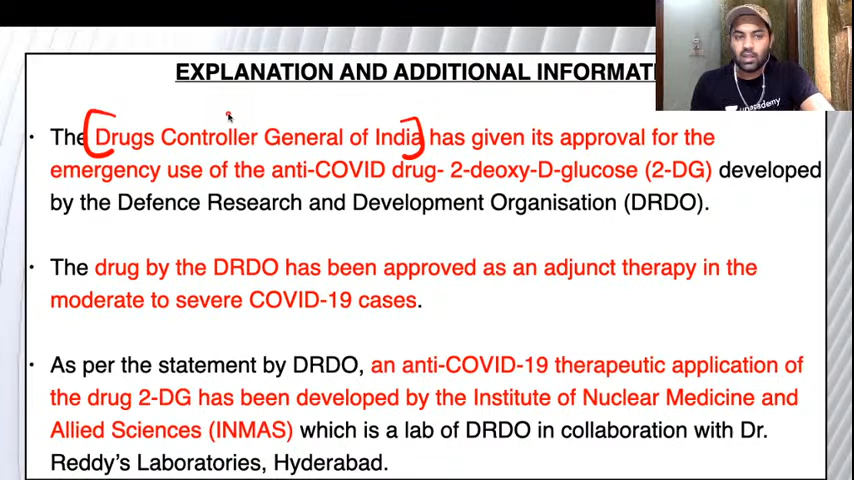 EXPLANATION AND ADDITIONAL INFORMATI
• The Drugs Controller General of India has given its approval for the
emergency use of the anti-COVID drug- 2-deoxy-D-glucose (2-DG) developed
by the Defence Research and Development Organisation (DRDO).
• The drug by the DRDO has been approved as an adjunct therapy in the
moderate to severe COVID-19 cases.
• As per the statement by DRDO, an anti-COVID-19 therapeutic application of
the drug 2-DG has been developed by the Institute of Nuclear Medicine and
Allied Sciences (INMAS) which is a lab of DRDO in collaboration with Dr.
Reddy's Laboratories, Hyderabad.